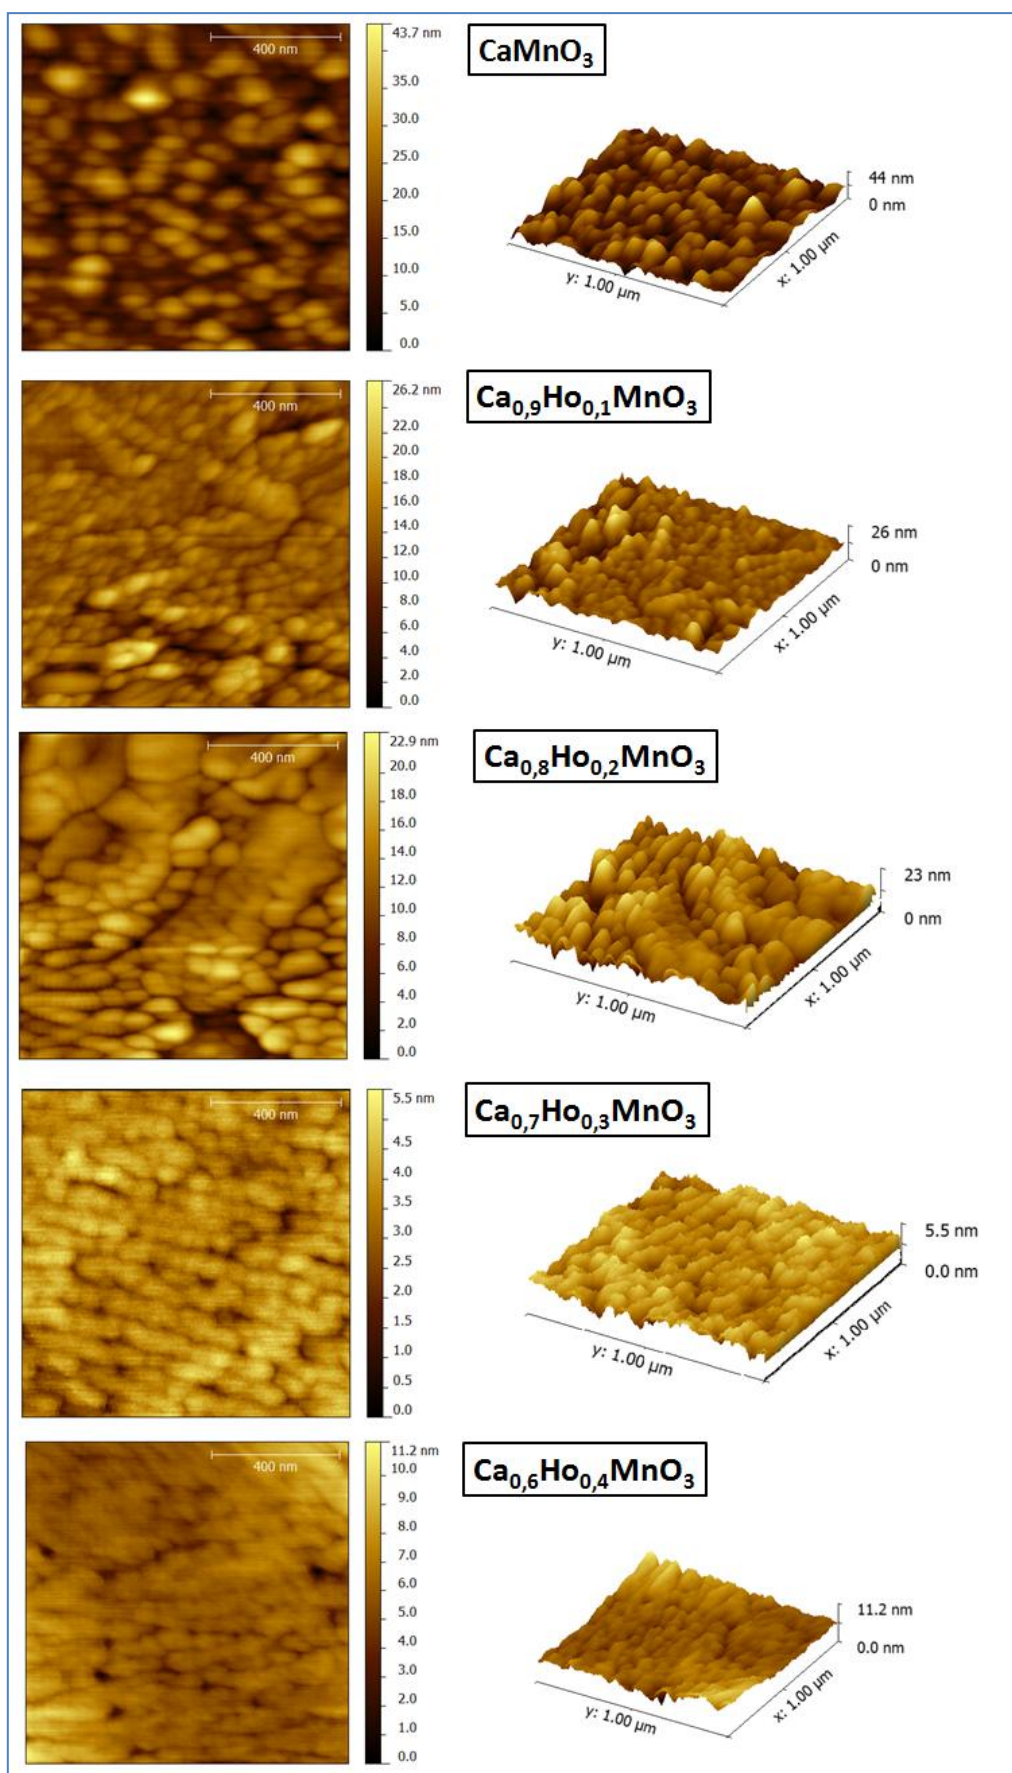 400 nm
43.7 nm
35.0
30.0
25.0
20.0
15.0
10.0
5.0
0.0
CaMnO₃
44 nm
0 nm
x: 1.00 µm
y: 1.00 µm
400 nm
26.2 nm
22.0
20.0
18.0
16.0
14.0
12.0
10.0
8.0
6.0
4.0
2.0
0.0
Ca₀,₉Ho₀,₁MnO₃
26 nm
0 nm
x: 1.00 µm
y: 1.00 µm
400 nm
22.9 nm
20.0
18.0
16.0
14.0
12.0
10.0
8.0
6.0
4.0
2.0
0.0
Ca₀,₈Ho₀,₂MnO₃
23 nm
0 nm
x: 1.00 µm
y: 1.00 µm
400 nm
5.5 nm
4.5
4.0
3.5
3.0
2.5
2.0
1.5
1.0
0.5
0.0
Ca₀,₇Ho₀,₃MnO₃
5.5 nm
0.0 nm
x: 1.00 µm
y: 1.00 µm
400 nm
11.2 nm
10.0
9.0
8.0
7.0
6.0
5.0
4.0
3.0
2.0
1.0
0.0
Ca₀,₆Ho₀,₄MnO₃
11.2 nm
0.0 nm
x: 1.00 µm
y: 1.00 µm